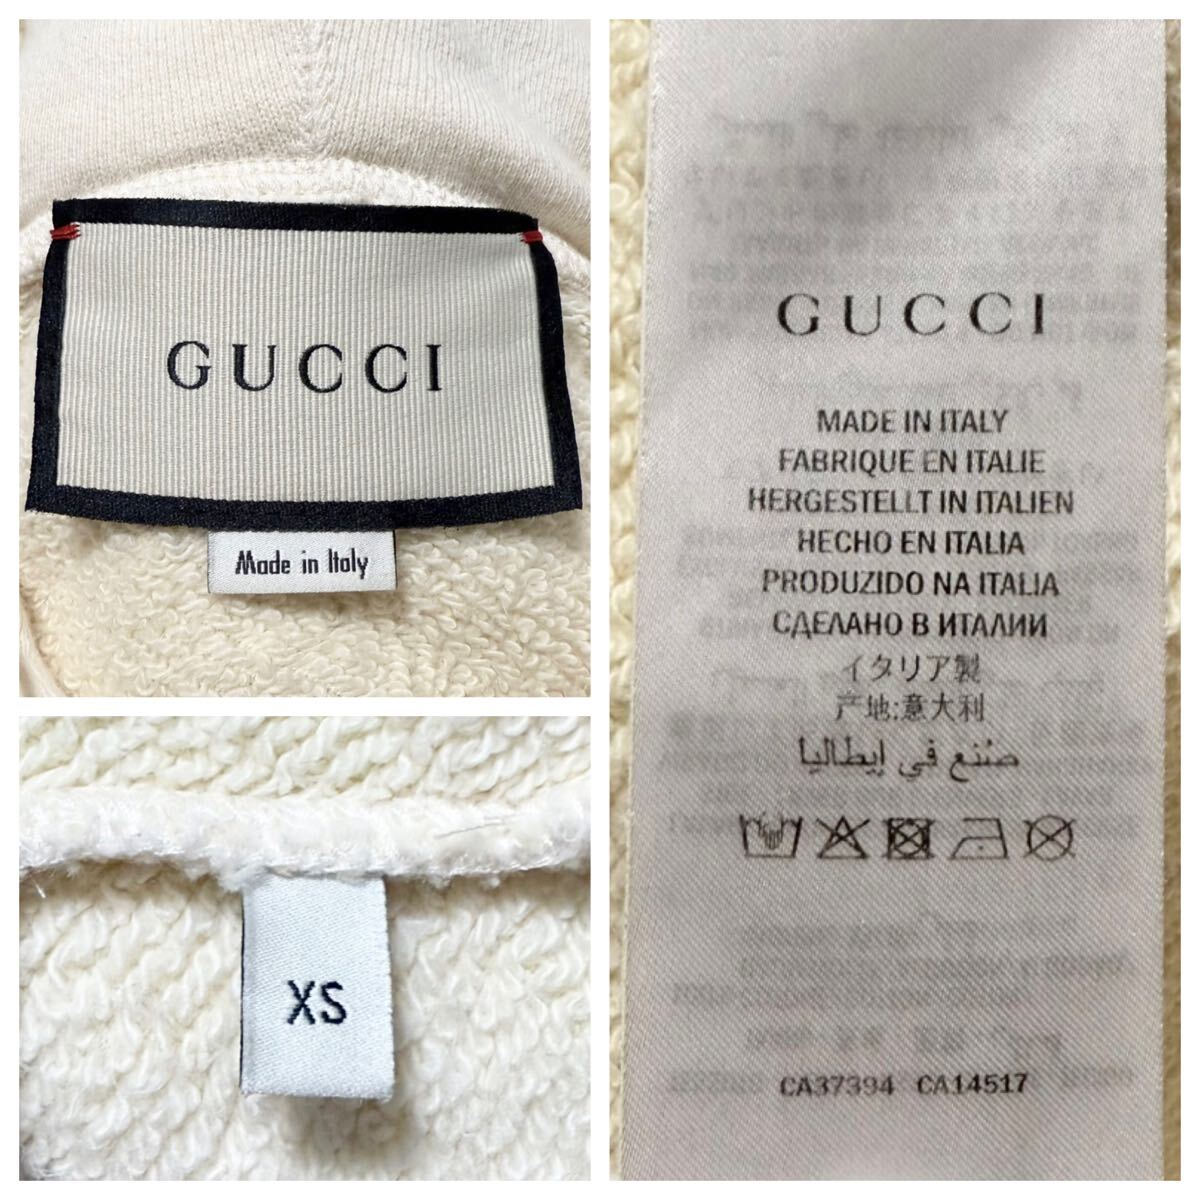 GUCCI
Made in Italy
XS
GUCCI
MADE IN ITALY
FABRIQUE EN ITALIE
HERGESTELLT IN ITALIEN
HECHO EN ITALIA
PRODUZIDO NA ITALIA
СДЕЛАНО В ИТАЛИИ
イタリア製
产地:意大利
صنع في إيطاليا
CA37394 CA14517